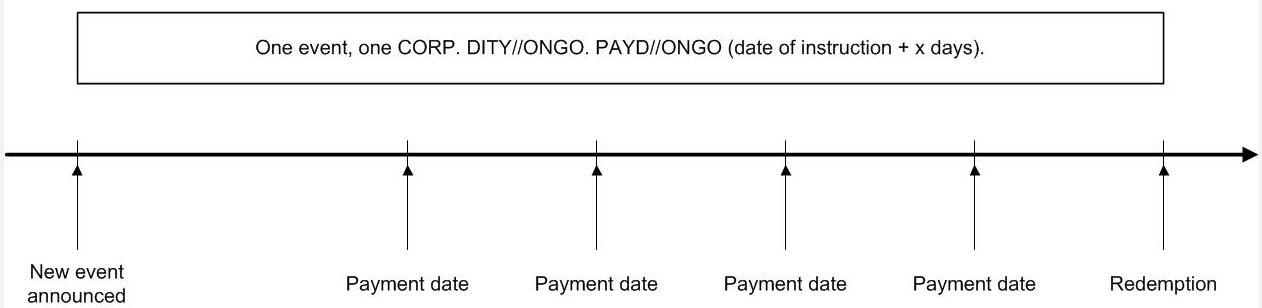 One event, one CORP. DITY//ONGO. PAYD//ONGO (date of instruction + x days).
New event
announced
Payment date
Payment date
Payment date
Payment date
Redemption